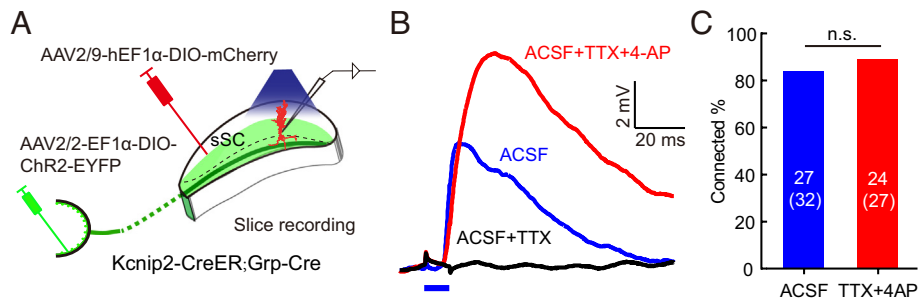 A
AAV2/9-hEF1α-DIO-mCherry
AAV2/2-EF1α-DIO-
ChR2-EYFP
sSC
Slice recording
Kcnip2-CreER;Grp-Cre
B
ACSF+TTX+4-AP
ACSF
ACSF+TTX
2 mV
20 ms
C
n.s.
Connected %
100
80
60
40
20
0
27
(32)
24
(27)
ACSF
TTX+4AP